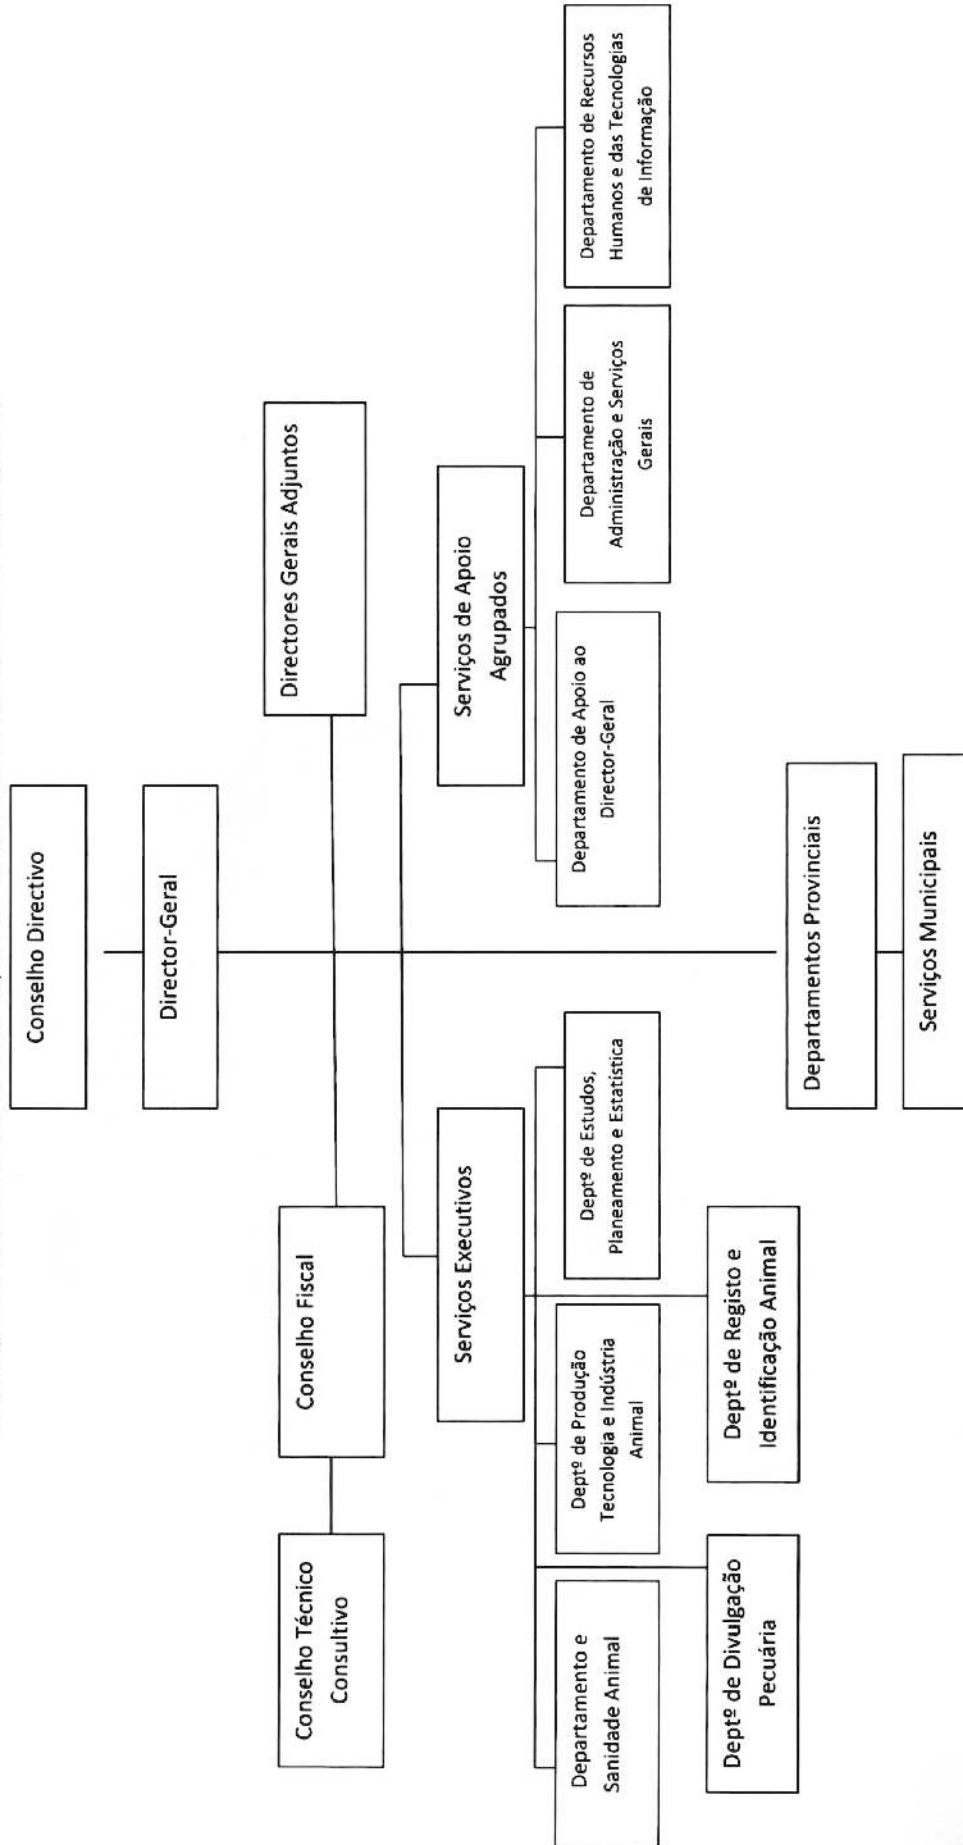 Conselho Directivo
Director-Geral
Directores Gerais Adjuntos
Conselho Fiscal
Conselho Técnico
Consultivo
Serviços Executivos
Serviços de Apoio
Agrupados
Departamento e
Sanidade Animal
Deptº de Produção
Tecnologia e Indústria
Animal
Deptº de Estudos,
Planeamento e Estatística
Departamento de Apoio ao
Director-Geral
Departamento de
Administração e Serviços
Gerais
Departamento de Recursos
Humanos e das Tecnologias
de Informação
Deptº de Divulgação
Pecuária
Deptº de Registo e
Identificação Animal
Departamentos Provinciais
Serviços Municipais